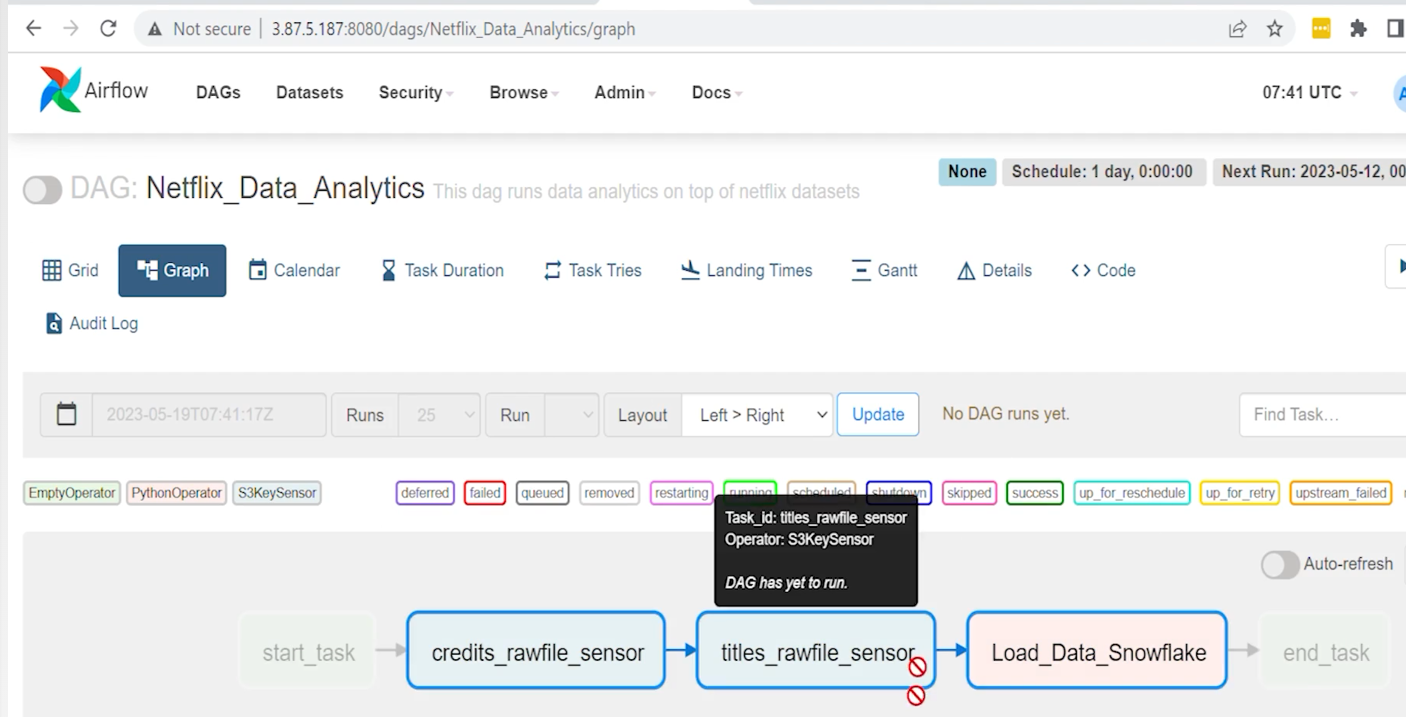 Not secure | 3.87.5.187:8080/dags/Netflix_Data_Analytics/graph
Airflow DAGs Datasets Security Browse Admin Docs 07:41 UTC
DAG: Netflix_Data_Analytics This dag runs data analytics on top of netflix datasets
None Schedule: 1 day, 0:00:00 Next Run: 2023-05-12, 00
Grid Graph Calendar Task Duration Task Tries Landing Times Gantt Details <> Code
Audit Log
2023-05-19T07:41:17Z Runs 25 Run Layout Left > Right Update No DAG runs yet. Find Task...
EmptyOperator PythonOperator S3KeySensor deferred failed queued removed restarting running scheduled shutdown skipped success up_for_reschedule up_for_retry upstream_failed
Task_id: titles_rawfile_sensor
Operator: S3KeySensor
DAG has yet to run.
Auto-refresh
start_task credits_rawfile_sensor titles_rawfile_sensor Load_Data_Snowflake end_task